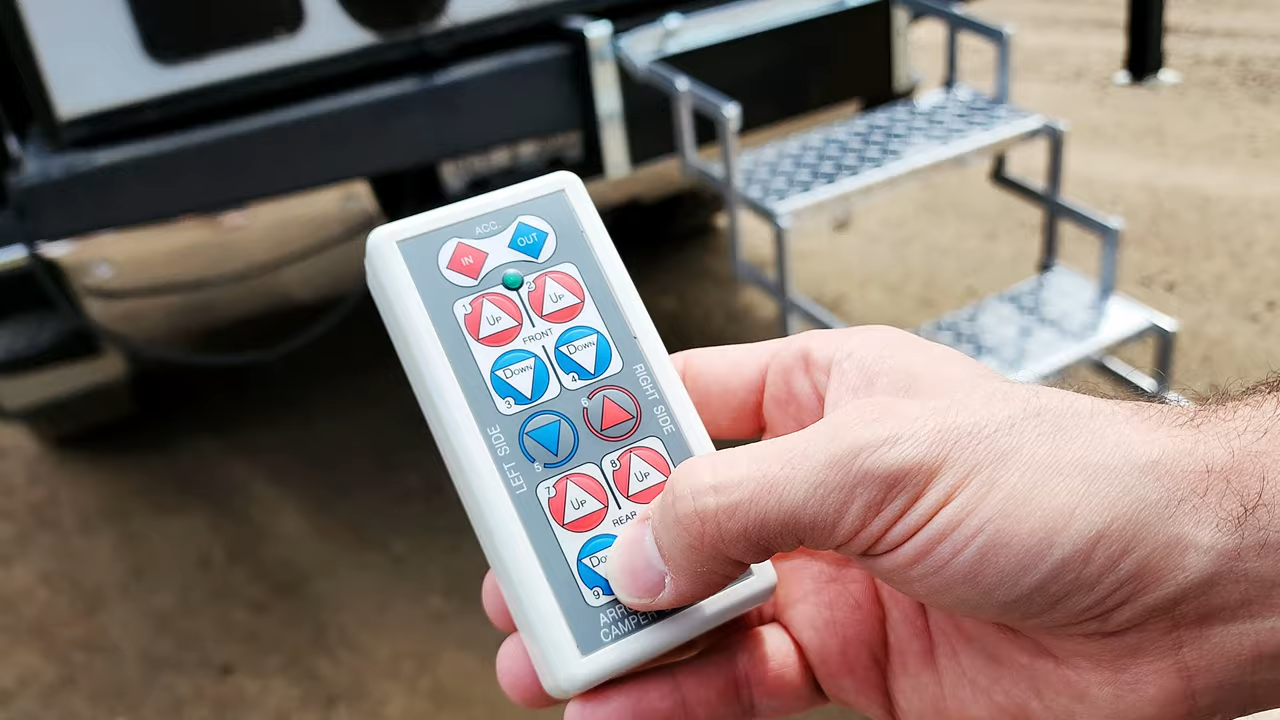 ACC.
IN OUT
1 2
UP UP
FRONT
DOWN DOWN
3 4
RIGHT SIDE
6
LEFT SIDE
5
7 8
UP UP
REAR
9
CAMPER